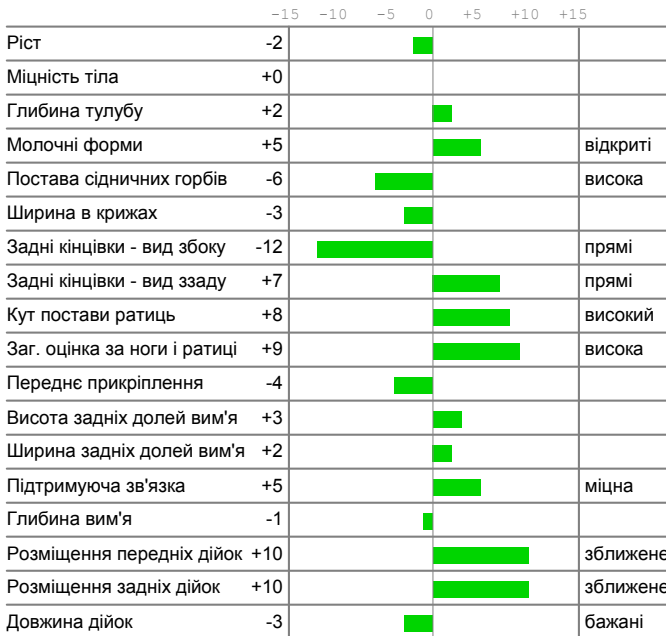 -15 -10 -5 0 +5 +10 +15
Ріст -2
Міцність тіла +0
Глибина тулубу +2
Молочні форми +5 відкриті
Постава сідничних горбів -6 висока
Ширина в крижах -3
Задні кінцівки - вид збоку -12 прямі
Задні кінцівки - вид ззаду +7 прямі
Кут постави ратиць +8 високий
Заг. оцінка за ноги і ратиці +9 висока
Переднє прикріплення -4
Висота задніх долей вим'я +3
Ширина задніх долей вим'я +2
Підтримуюча зв'язка +5 міцна
Глибина вим'я -1
Розміщення передніх дійок +10 зближене
Розміщення задніх дійок +10 зближене
Довжина дійок -3 бажані